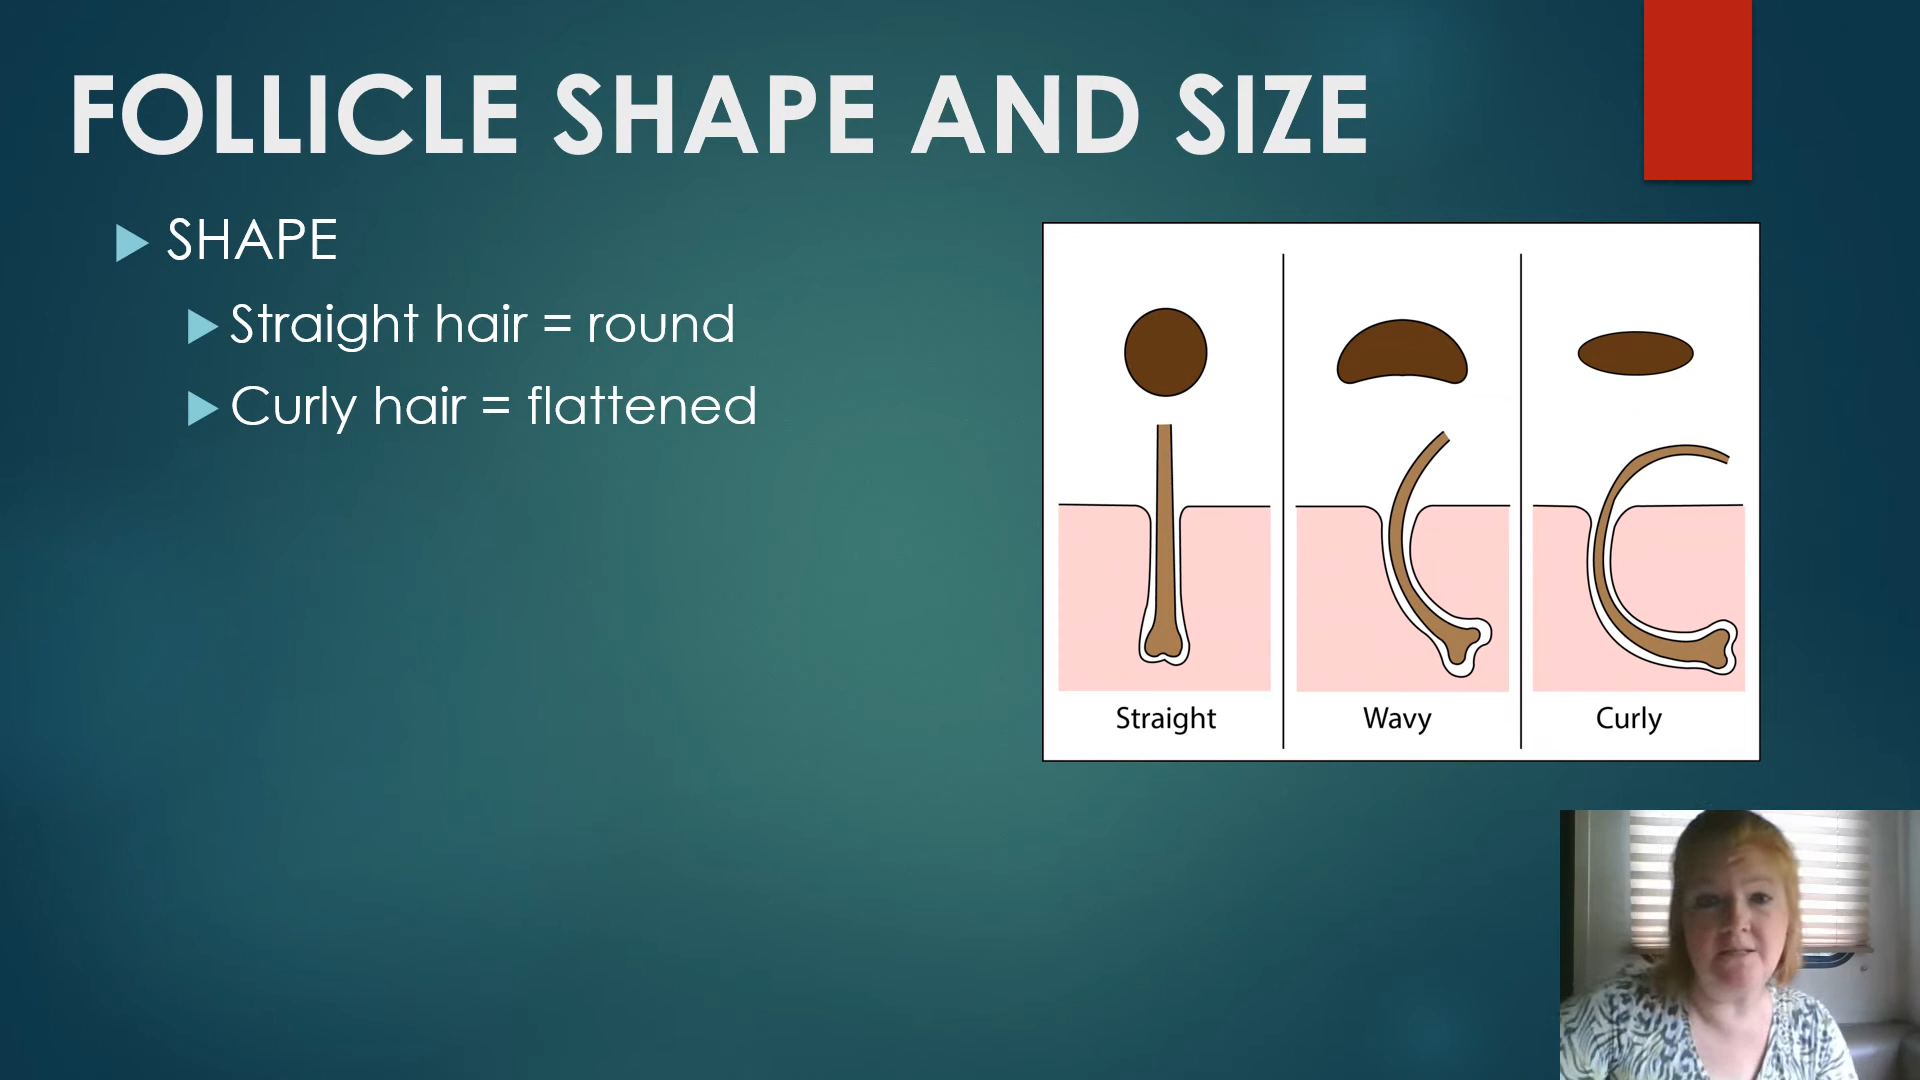 FOLLICLE SHAPE AND SIZE
SHAPE
Straight hair = round
Curly hair = flattened
Straight
Wavy
Curly